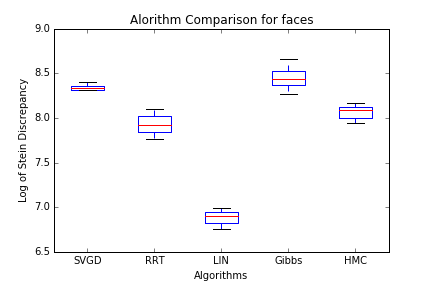 Alorithm Comparison for faces
9.0
8.5
8.0
7.5
7.0
6.5
Log of Stein Discrepancy
SVGD RRT LIN Gibbs HMC
Algorithms